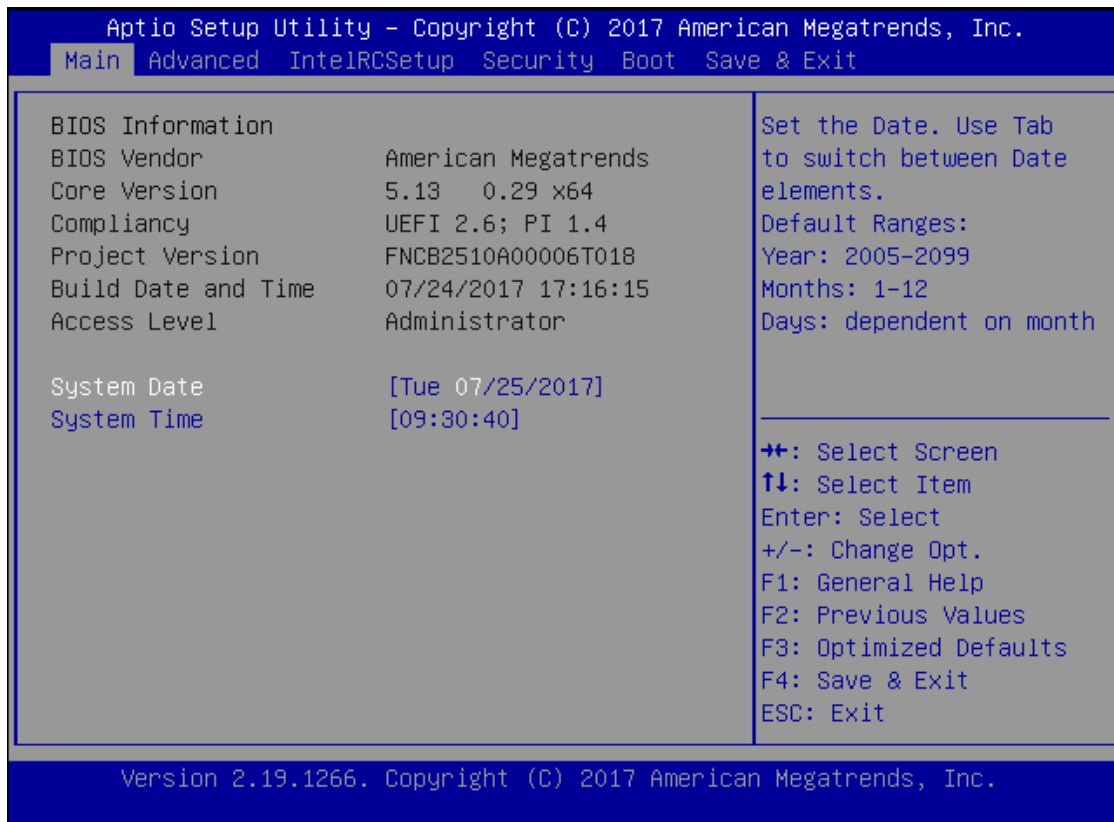 Aptio Setup Utility – Copyright (C) 2017 American Megatrends, Inc.
Main Advanced IntelRCSetup Security Boot Save & Exit
BIOS Information
BIOS Vendor American Megatrends
Core Version 5.13 0.29 x64
Compliancy UEFI 2.6; PI 1.4
Project Version FNCB2510A00006T018
Build Date and Time 07/24/2017 17:16:15
Access Level Administrator
System Date [Tue 07/25/2017]
System Time [09:30:40]
Set the Date. Use Tab
to switch between Date
elements.
Default Ranges:
Year: 2005-2099
Months: 1-12
Days: dependent on month
→←: Select Screen
↑↓: Select Item
Enter: Select
+/-: Change Opt.
F1: General Help
F2: Previous Values
F3: Optimized Defaults
F4: Save & Exit
ESC: Exit
Version 2.19.1266. Copyright (C) 2017 American Megatrends, Inc.